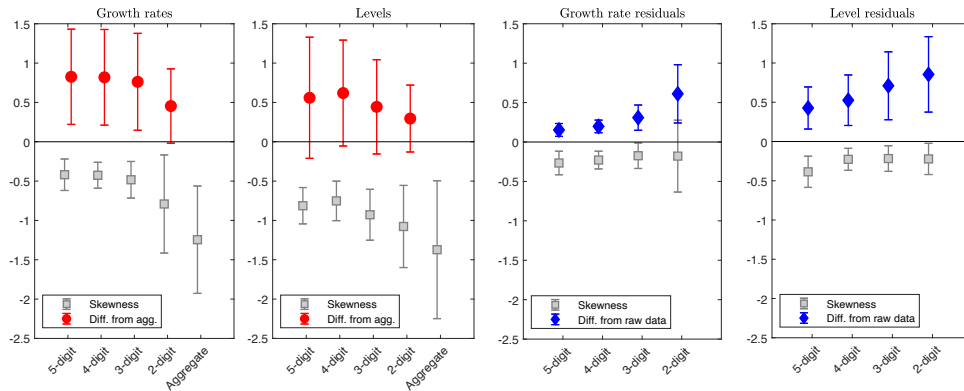 Growth rates
1.5
1
0.5
0
-0.5
-1
-1.5
-2
-2.5
Skewness
Diff. from agg.
5-digit
4-digit
3-digit
2-digit
Aggregate
Levels
1.5
1
0.5
0
-0.5
-1
-1.5
-2
-2.5
Skewness
Diff. from agg.
5-digit
4-digit
3-digit
2-digit
Aggregate
Growth rate residuals
1.5
1
0.5
0
-0.5
-1
-1.5
-2
-2.5
Skewness
Diff. from raw data
5-digit
4-digit
3-digit
2-digit
Level residuals
1.5
1
0.5
0
-0.5
-1
-1.5
-2
-2.5
Skewness
Diff. from raw data
5-digit
4-digit
3-digit
2-digit